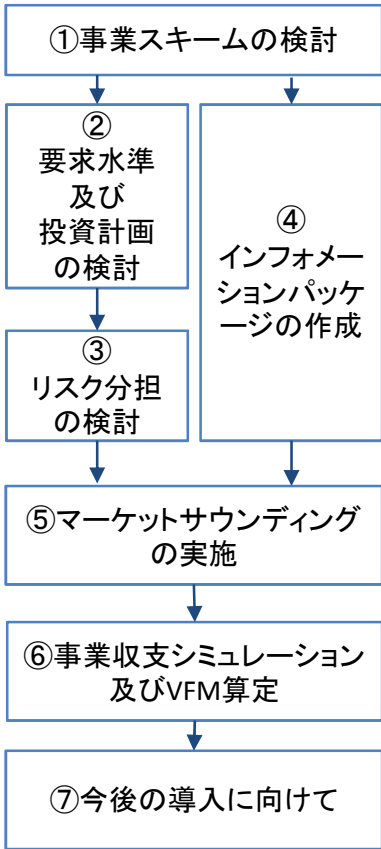 ①事業スキームの検討
②
要求水準
及び
投資計画
の検討
③
リスク分担
の検討
④
インフォメー
ションパッケ
ージの作成
⑤マーケットサウンディング
の実施
⑥事業収支シミュレーション
及びVFM算定
⑦今後の導入に向けて